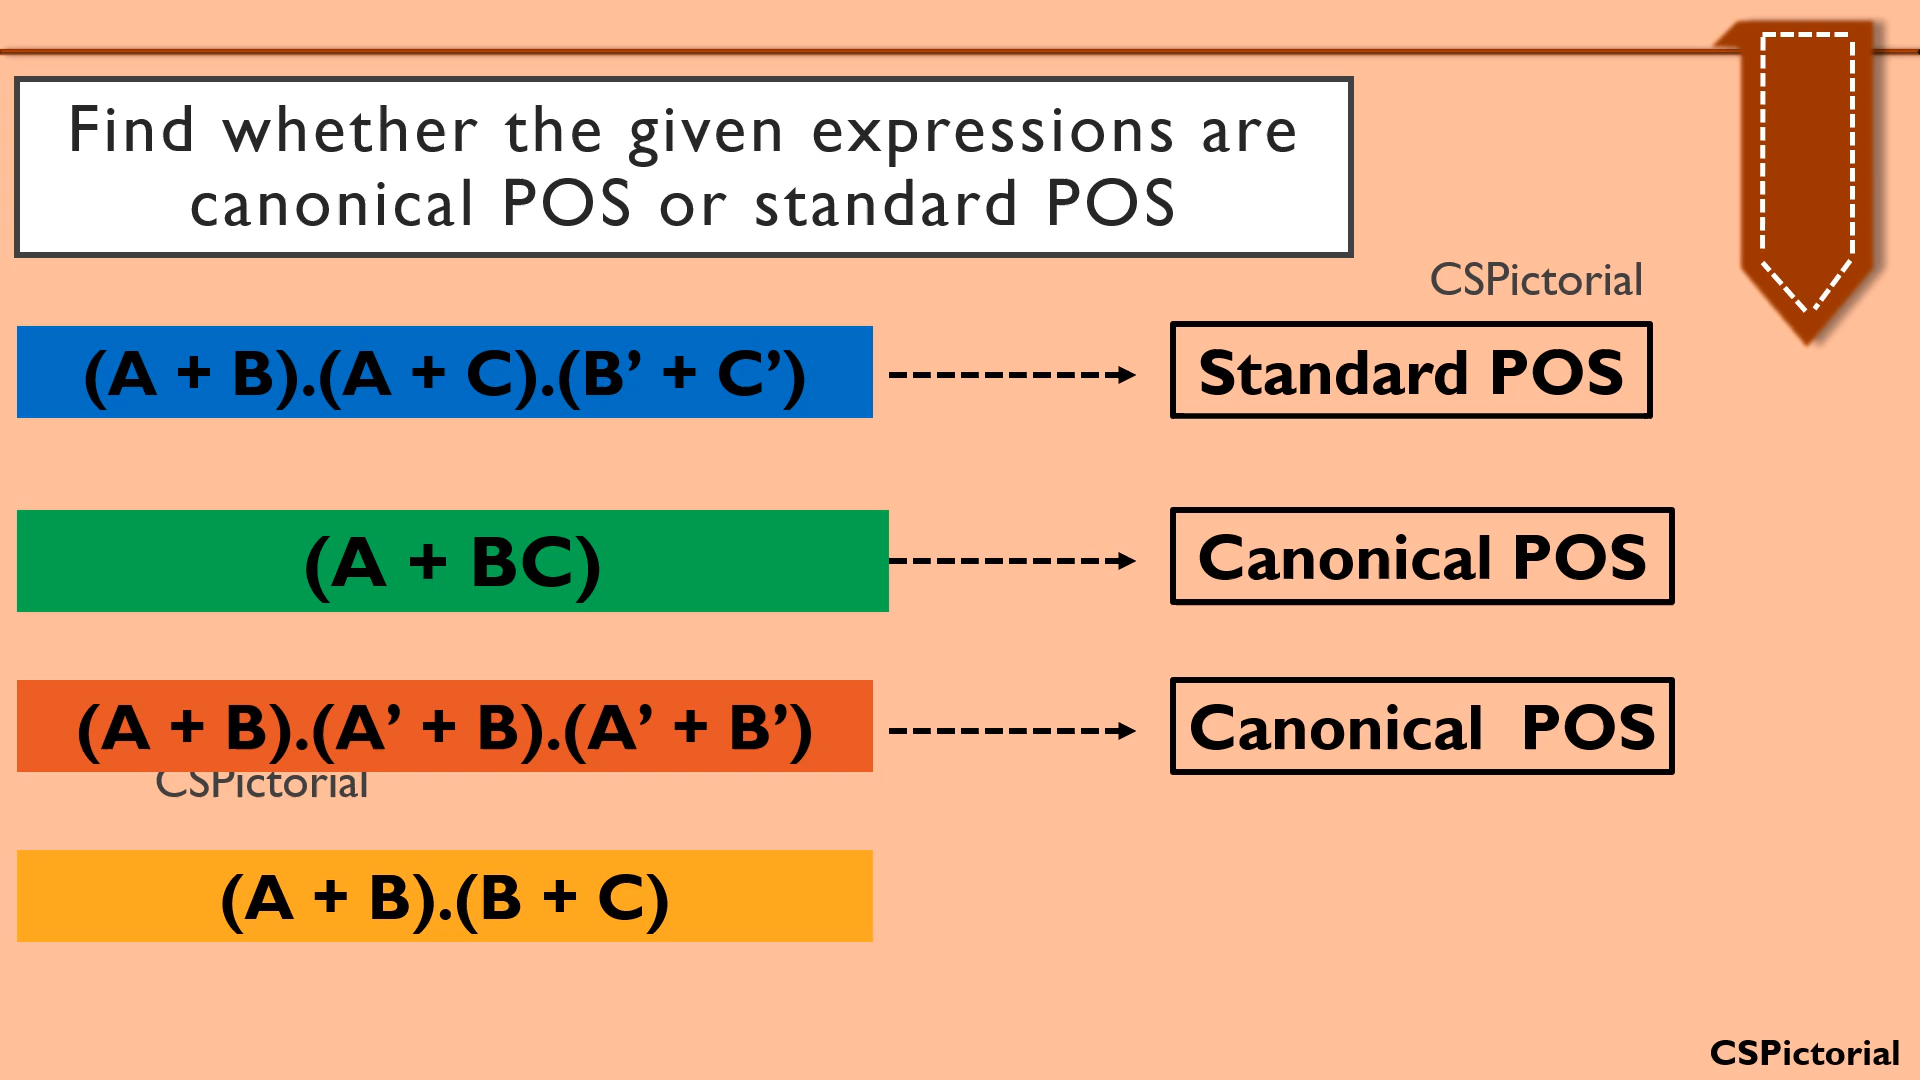 Find whether the given expressions are
canonical POS or standard POS
CSPictorial
(A + B).(A + C).(B’ + C’)
Standard POS
(A + BC)
Canonical POS
(A + B).(A’ + B).(A’ + B’)
Canonical POS
CSPictorial
(A + B).(B + C)
CSPictorial